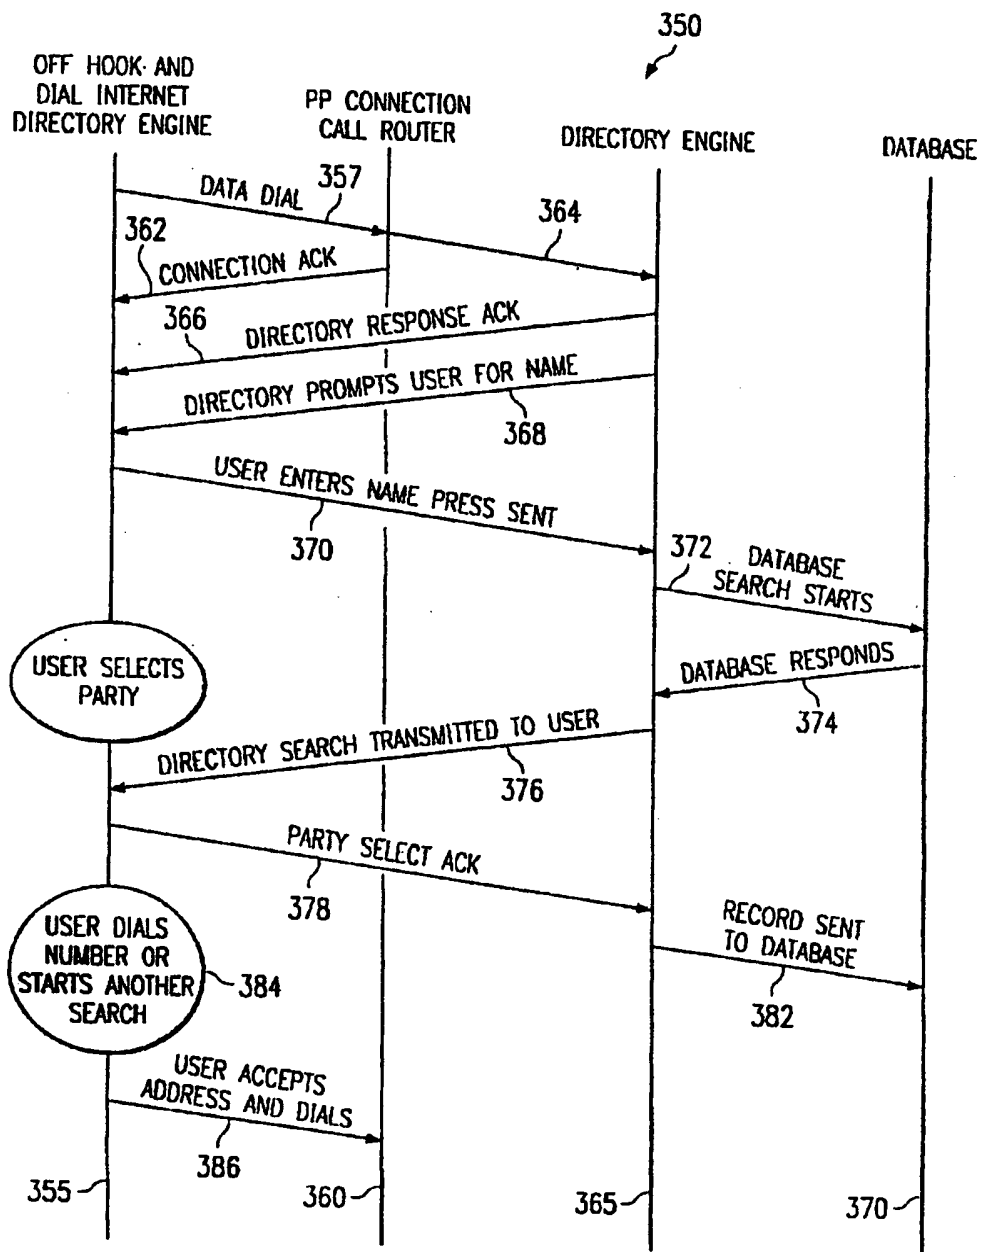 350
OFF HOOK AND
DIAL INTERNET
DIRECTORY ENGINE
PP CONNECTION
CALL ROUTER
DIRECTORY ENGINE
DATABASE
DATA DIAL
357
364
362
CONNECTION ACK
366
DIRECTORY RESPONSE ACK
DIRECTORY PROMPTS USER FOR NAME
368
USER ENTERS NAME PRESS SENT
370
372
DATABASE
SEARCH STARTS
USER SELECTS
PARTY
DATABASE RESPONDS
374
DIRECTORY SEARCH TRANSMITTED TO USER
376
PARTY SELECT ACK
378
RECORD SENT
TO DATABASE
382
USER DIALS
NUMBER OR
STARTS ANOTHER
SEARCH
384
USER ACCEPTS
ADDRESS AND DIALS
386
355
360
365
370